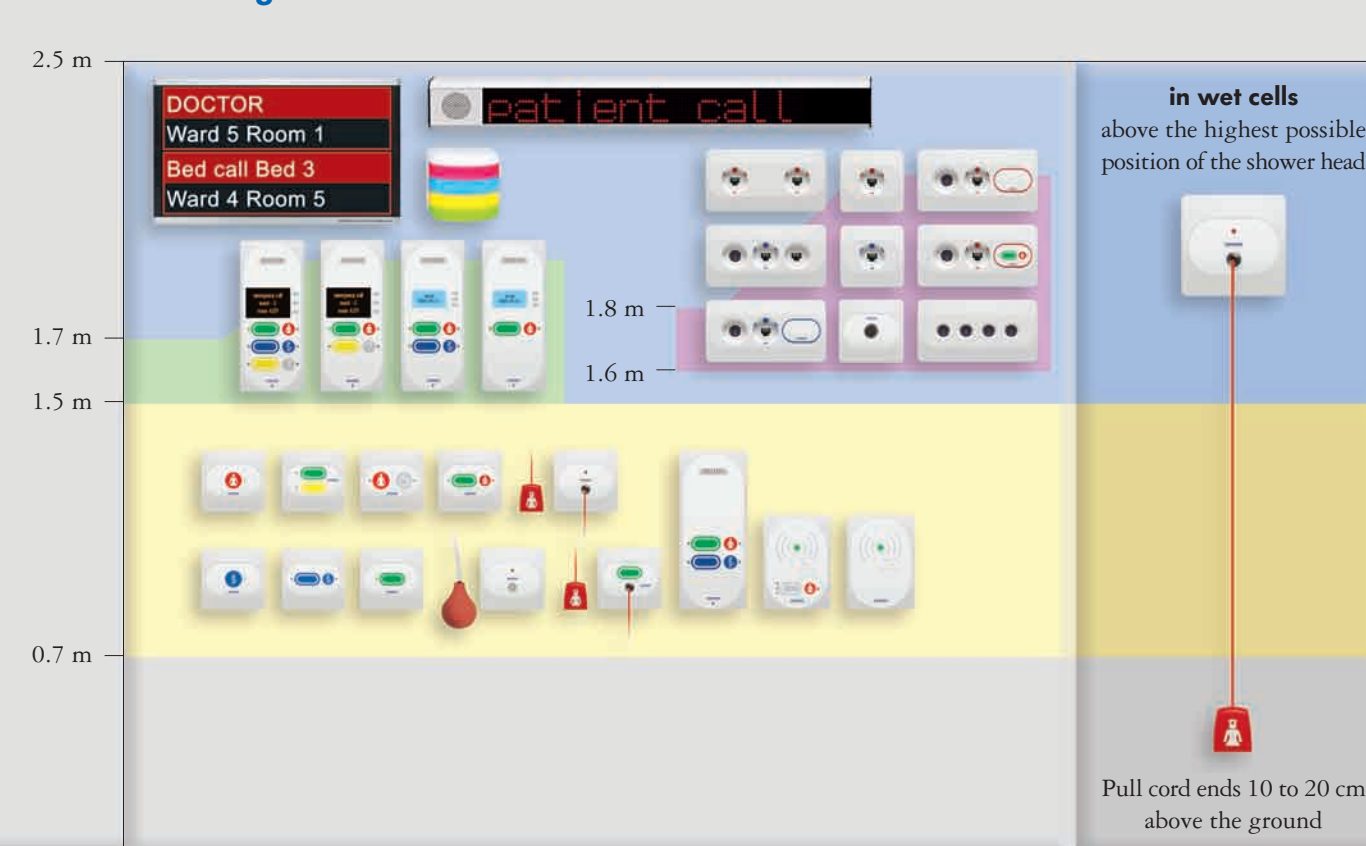 2.5 m
DOCTOR
Ward 5 Room 1
Bed call Bed 3
Ward 4 Room 5
patient call
in wet cells
above the highest possible
position of the shower head
1.8 m
1.7 m
1.6 m
1.5 m
0.7 m
Pull cord ends 10 to 20 cm
above the ground